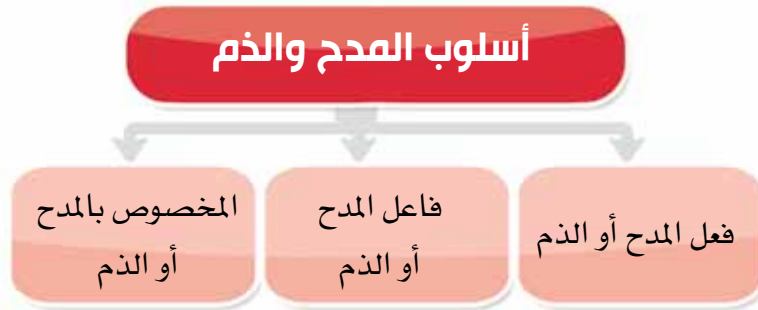 أسلوب المدح والذم
فعل المدح أو الذم
فاعل المدح
أو الذم
المخصوص بالمدح
أو الذم